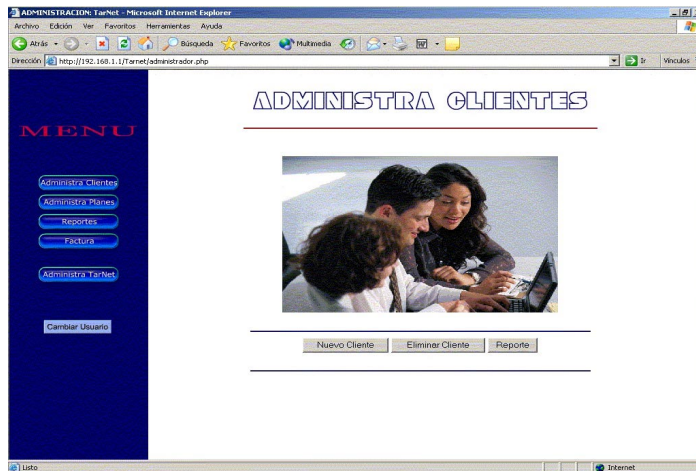 ADMINISTRACION: TarNet - Microsoft Internet Explorer
Archivo Edición Ver Favoritos Herramientas Ayuda
Atrás Búsqueda Favoritos Multimedia
Dirección http://192.168.1.1/Tarnet/administrador.php Ir Vínculos
ADMINISTRA CLIENTES
MENU
Administra Clientes
Administra Planes
Reportes
Factura
Administra TarNet
Cambiar Usuario
Nuevo Cliente Eliminar Cliente Reporte
Listo Internet